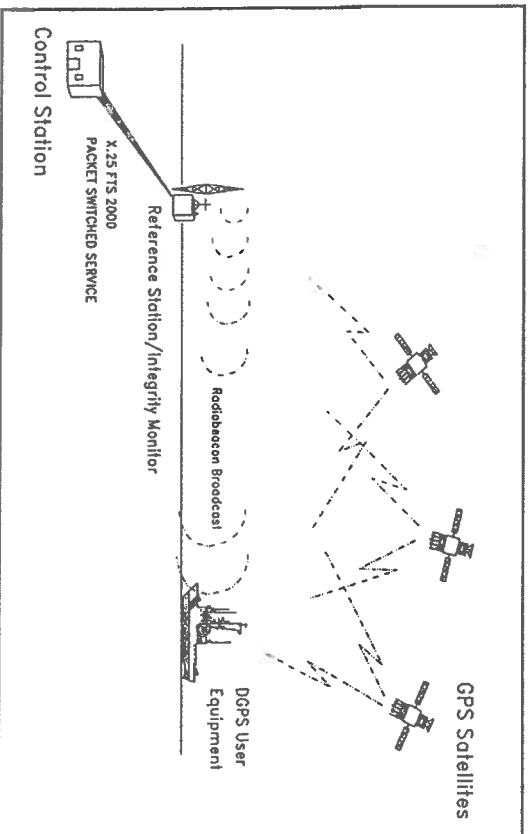 GPS Satellites
Radiobeacon Broadcast
DGPS User
Equipment
Reference Station/Integrity Monitor
X.25 FTS 2000
PACKET SWITCHED SERVICE
Control Station